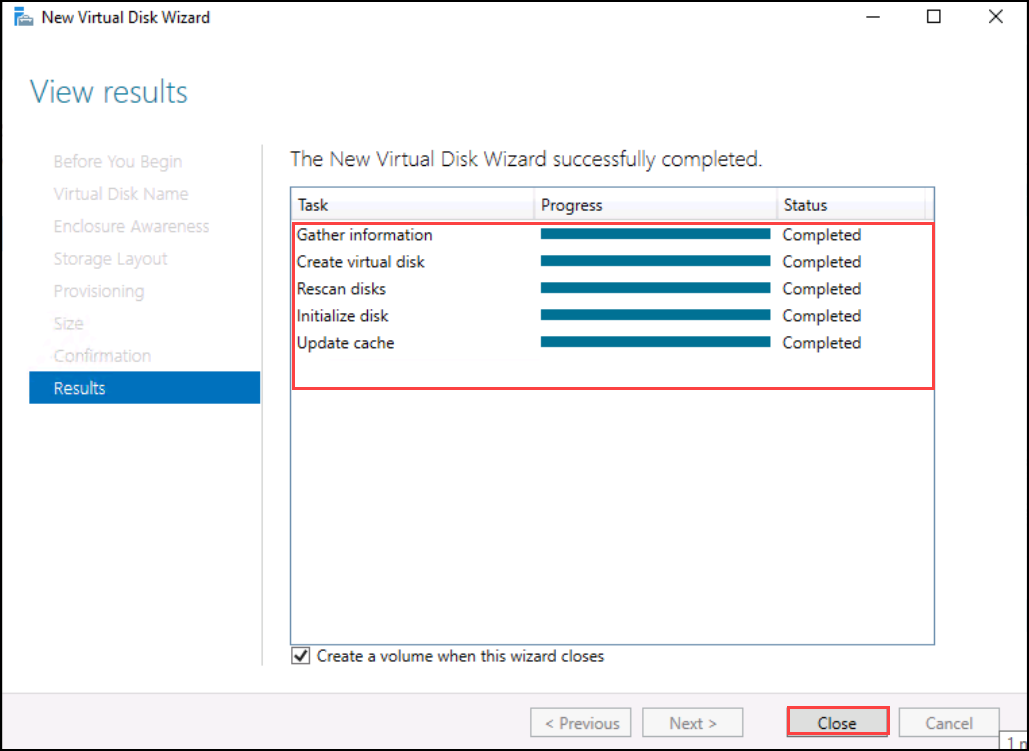 New Virtual Disk Wizard
View results
Before You Begin
Virtual Disk Name
Enclosure Awareness
Storage Layout
Provisioning
Size
Confirmation
Results
The New Virtual Disk Wizard successfully completed.
Task Progress Status
Gather information Completed
Create virtual disk Completed
Rescan disks Completed
Initialize disk Completed
Update cache Completed
Create a volume when this wizard closes
< Previous Next > Close Cancel